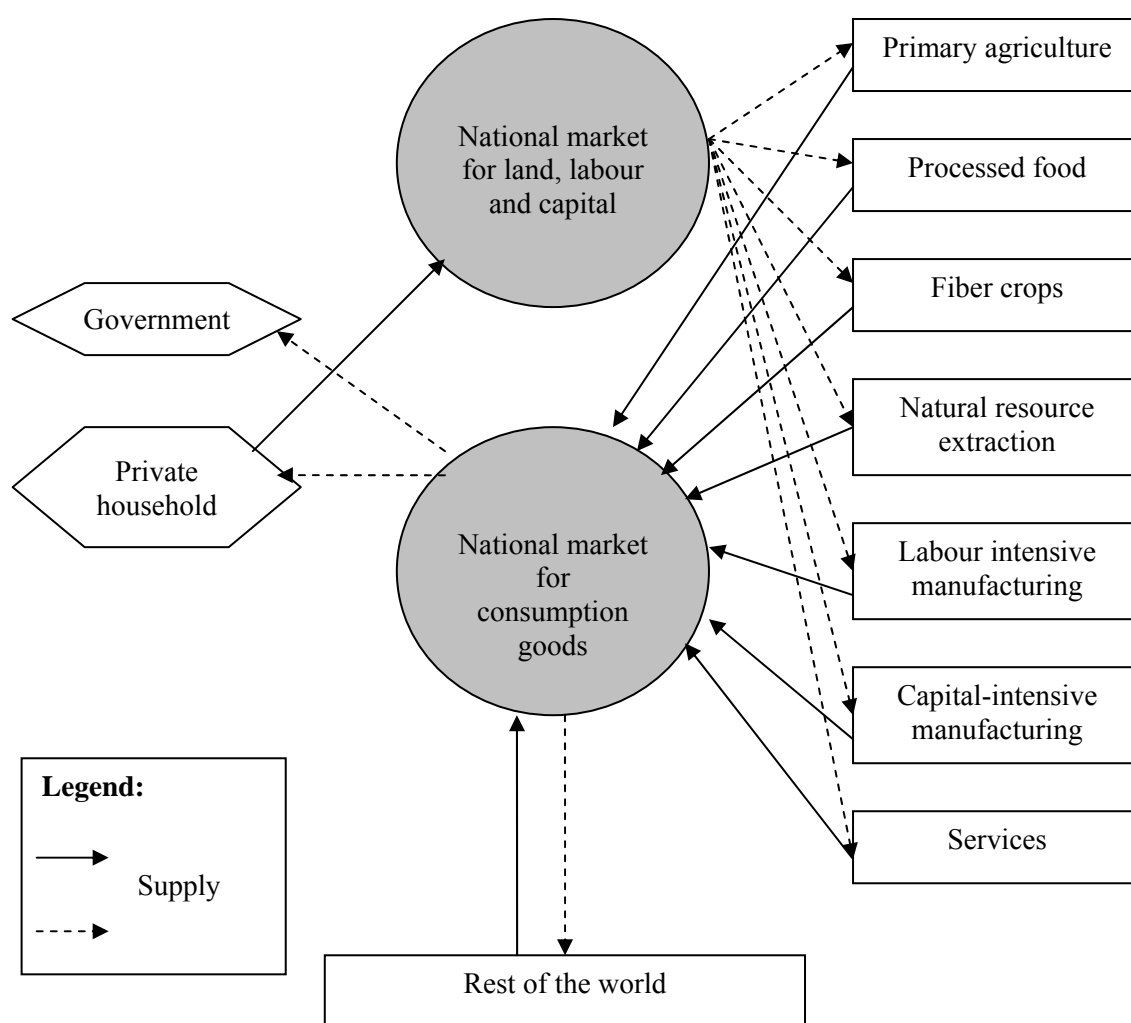 National market
for land, labour
and capital
Primary agriculture
Processed food
Fiber crops
Natural resource
extraction
Labour intensive
manufacturing
Capital-intensive
manufacturing
Services
Government
Private
household
National market
for
consumption
goods
Legend:
Supply
Rest of the world